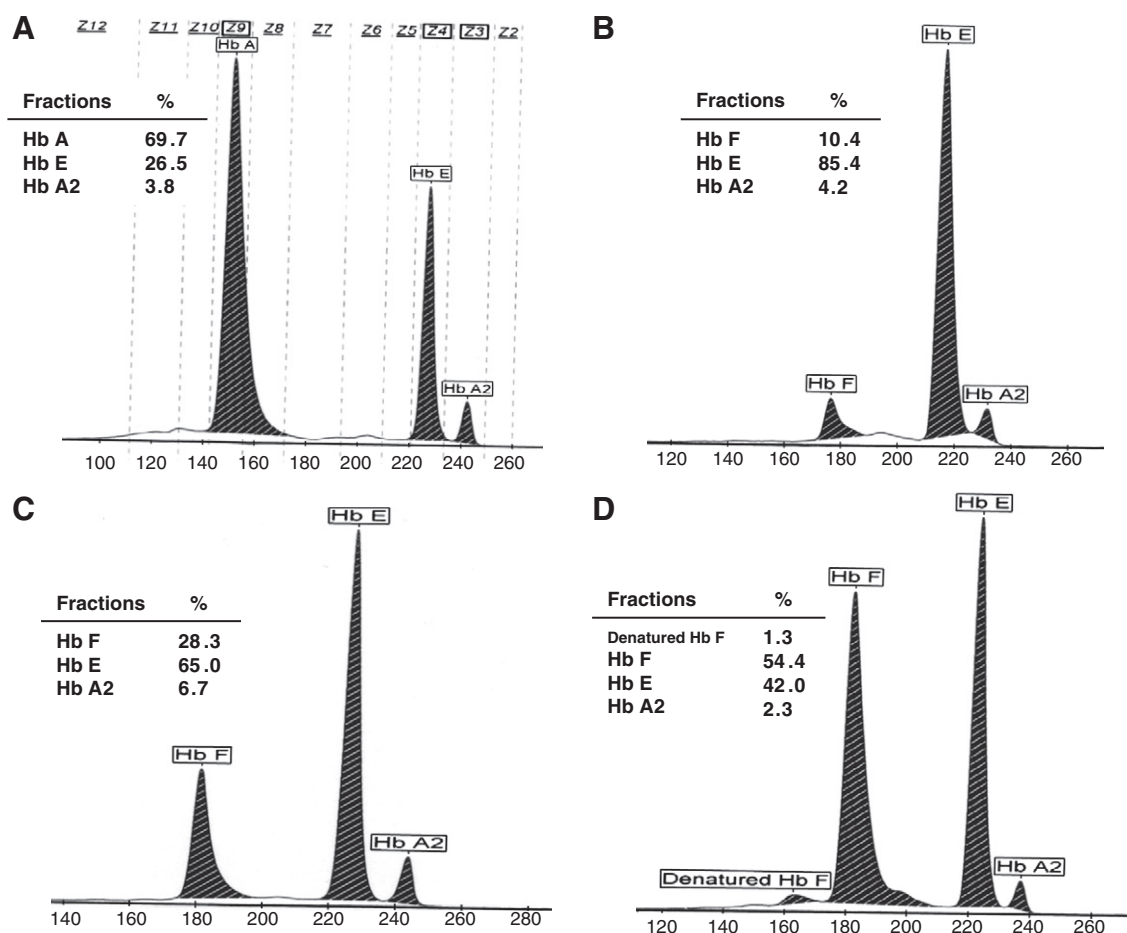 A
Z12 Z11 Z10 Z9 Z8 Z7 Z6 Z5 Z4 Z3 Z2
Hb A
Fractions %
Hb A 69.7
Hb E 26.5
Hb A2 3.8
Hb E
Hb A2
100 120 140 160 180 200 220 240 260
B
Hb E
Fractions %
Hb F 10.4
Hb E 85.4
Hb A2 4.2
Hb F
Hb A2
120 140 160 180 200 220 240 260
C
Hb E
Fractions %
Hb F 28.3
Hb E 65.0
Hb A2 6.7
Hb F
Hb A2
140 160 180 200 220 240 260 280
D
Hb E
Hb F
Fractions %
Denatured Hb F 1.3
Hb F 54.4
Hb E 42.0
Hb A2 2.3
Denatured Hb F
Hb A2
120 140 160 180 200 220 240 260